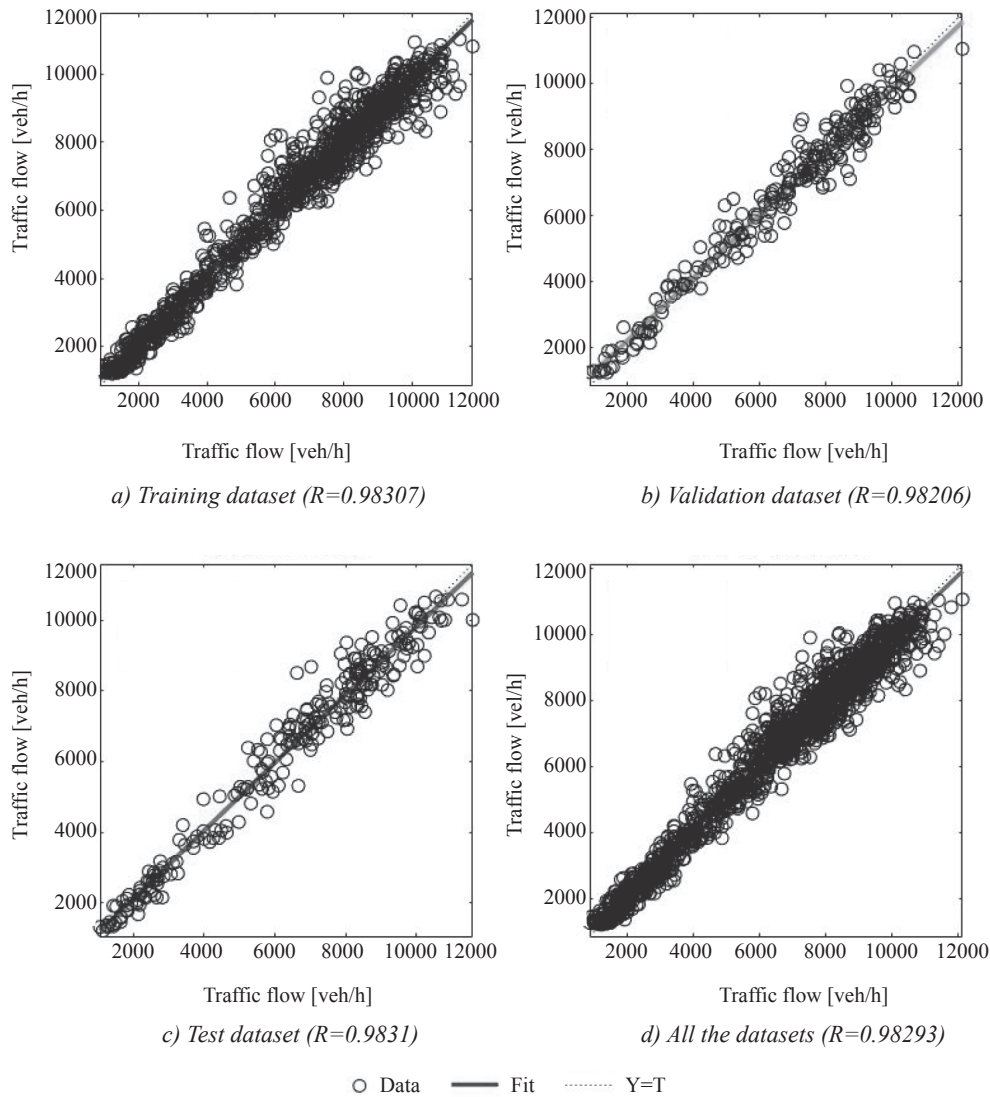 12000
10000
8000
6000
4000
2000
Traffic flow [veh/h]
2000 4000 6000 8000 10000 12000
Traffic flow [veh/h]
a) Training dataset (R=0.98307)
12000
10000
8000
6000
4000
2000
Traffic flow [veh/h]
2000 4000 6000 8000 10000 12000
Traffic flow [veh/h]
b) Validation dataset (R=0.98206)
12000
10000
8000
6000
4000
2000
Traffic flow [veh/h]
2000 4000 6000 8000 10000 12000
Traffic flow [veh/h]
c) Test dataset (R=0.9831)
12000
10000
8000
6000
4000
2000
Traffic flow [vel/h]
2000 4000 6000 8000 10000 12000
Traffic flow [veh/h]
d) All the datasets (R=0.98293)
Data Fit Y=T